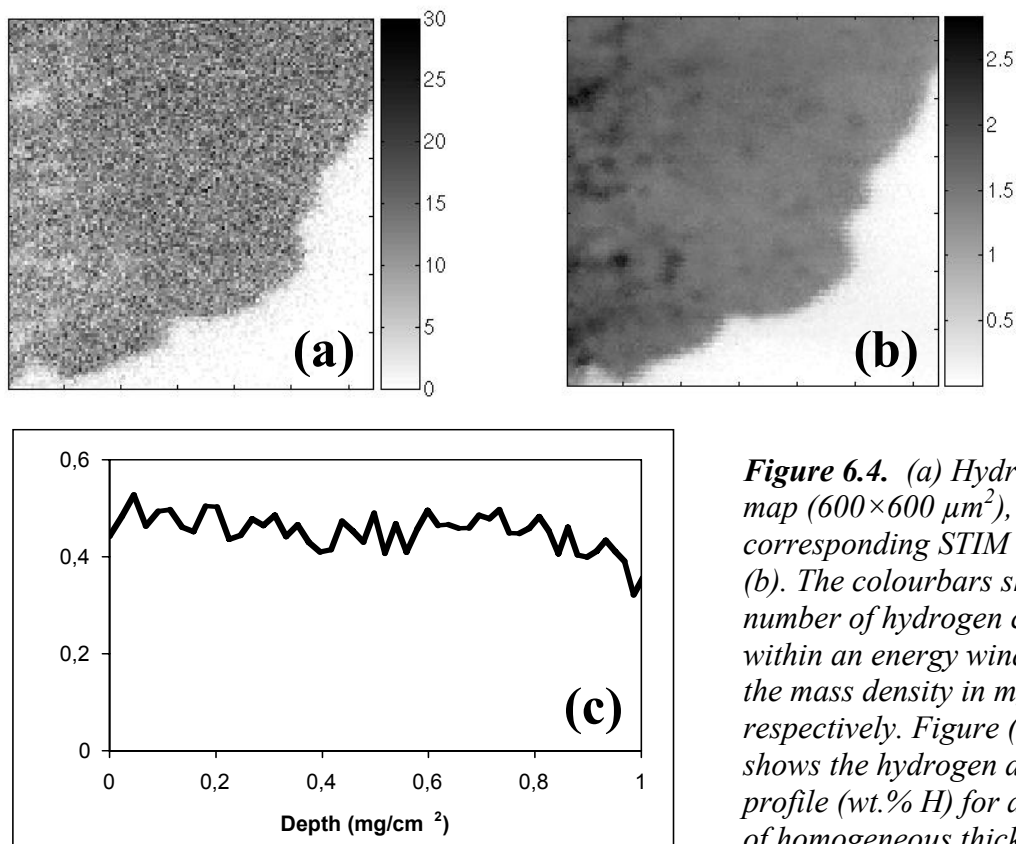 30
25
20
15
10
5
0
(a)
2.5
2
1.5
1
0.5
(b)
0,6
0,4
0,2
0
0
0,2
0,4
0,6
0,8
1
(c)
Depth (mg/cm ²)
Figure 6.4. (a) Hydr
map (600×600 µm²),
corresponding STIM
(b). The colourbars s
number of hydrogen c
within an energy wind
the mass density in m
respectively. Figure (
shows the hydrogen d
profile (wt.% H) for a
of homogeneous thick